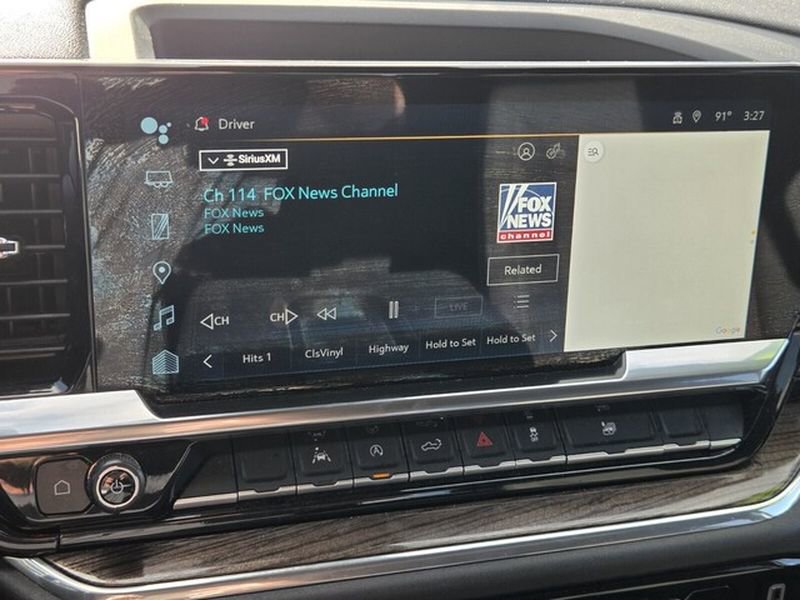 Driver
91° 3:27
SiriusXM
Ch 114 FOX News Channel
FOX News
FOX News
FOX
NEWS
channel
Related
CH
CH
LIVE
Hits 1
ClsVinyl
Highway
Hold to Set
Hold to Set
Google